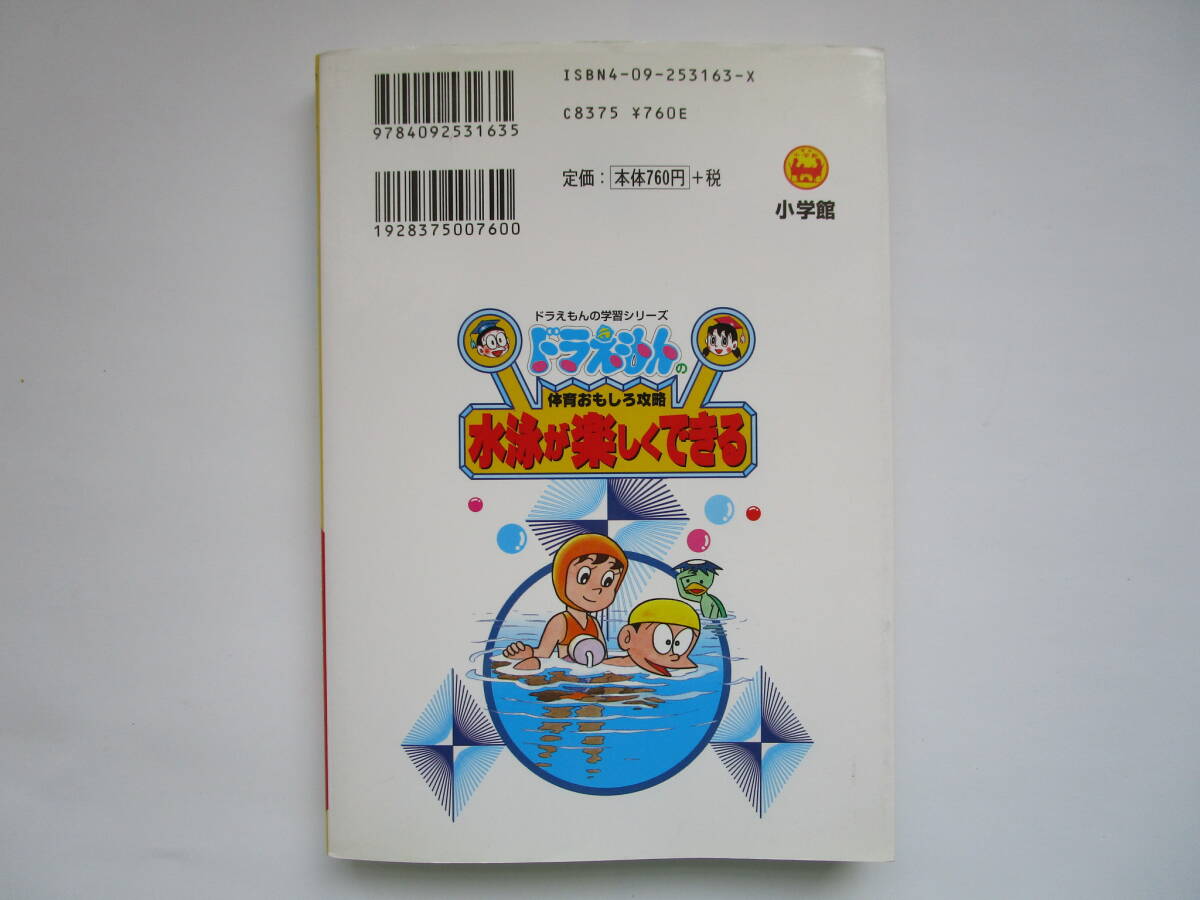 ISBN4-09-253163-X
9784092531635
C8375 ¥760E
定価：本体760円＋税
1928375007600
小学館
ドラえもんの学習シリーズ
ドラえもんの
体育おもしろ攻略
水泳が楽しくできる